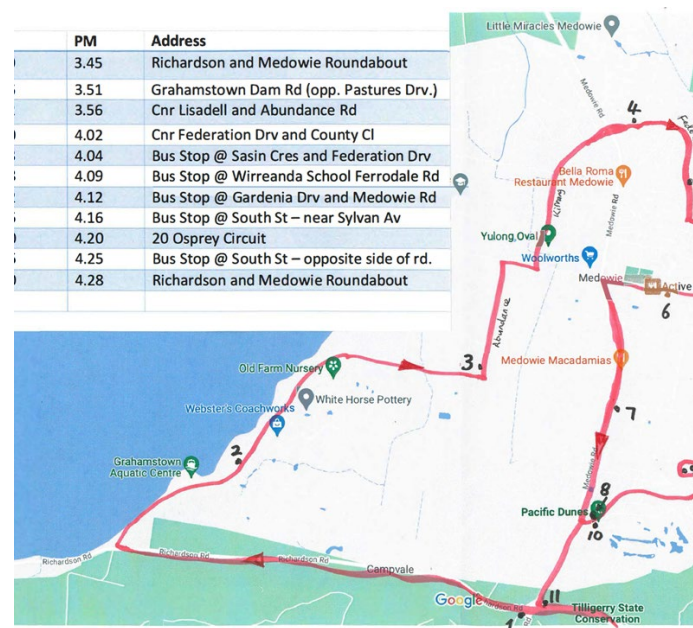 PM Address
3.45 Richardson and Medowie Roundabout
3.51 Grahamstown Dam Rd (opp. Pastures Drv.)
3.56 Cnr Lisadell and Abundance Rd
4.02 Cnr Federation Drv and County Cl
4.04 Bus Stop @ Sasin Cres and Federation Drv
4.09 Bus Stop @ Wirreanda School Ferrodale Rd
4.12 Bus Stop @ Gardenia Drv and Medowie Rd
4.16 Bus Stop @ South St – near Sylvan Av
4.20 20 Osprey Circuit
4.25 Bus Stop @ South St – opposite side of rd.
4.28 Richardson and Medowie Roundabout
Little Miracles Medowie
Medowie Rd
4
Bella Roma
Restaurant Medowie
Kirrang
Medowie Rd
Yulong Oval
Woolworths
Medowie
Active
6
Abundance
3
Medowie Macadamias
Old Farm Nursery
White Horse Pottery
Webster's Coachworks
7
2
Grahamstown
Aquatic Centre
Medowie Rd
8
Pacific Dunes
10
Richardson Rd
Richardson Rd
Richardson Rd
Campvale
Google
11
1
Rd
Tilligerry State
Conservation